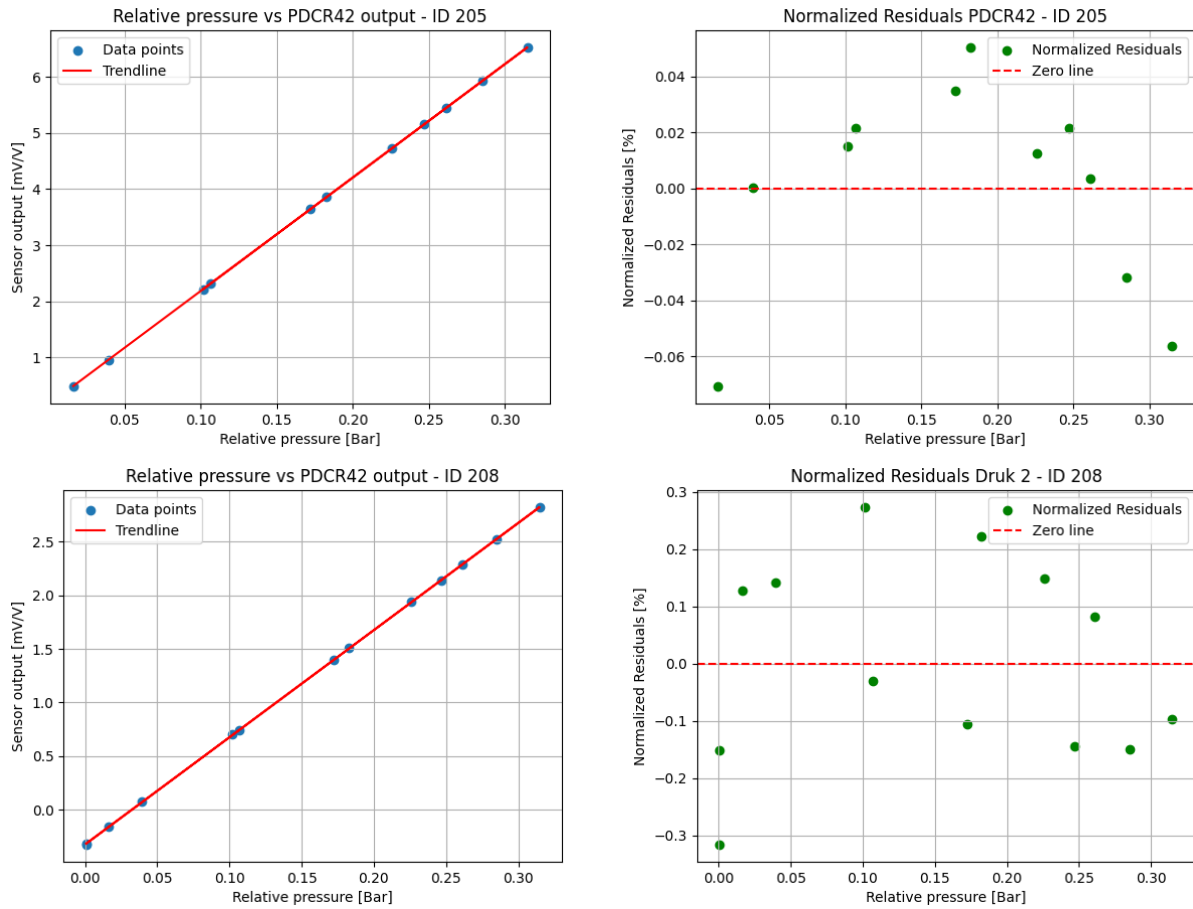 Relative pressure vs PDCR42 output - ID 205
Data points
Trendline
Sensor output [mV/V]
6
5
4
3
2
1
0.05 0.10 0.15 0.20 0.25 0.30
Relative pressure [Bar]
Normalized Residuals PDCR42 - ID 205
Normalized Residuals
Zero line
Normalized Residuals [%]
0.04
0.02
0.00
−0.02
−0.04
−0.06
0.05 0.10 0.15 0.20 0.25 0.30
Relative pressure [Bar]
Relative pressure vs PDCR42 output - ID 208
Data points
Trendline
Sensor output [mV/V]
2.5
2.0
1.5
1.0
0.5
0.0
0.00 0.05 0.10 0.15 0.20 0.25 0.30
Relative pressure [Bar]
Normalized Residuals Druk 2 - ID 208
Normalized Residuals
Zero line
Normalized Residuals [%]
0.3
0.2
0.1
0.0
−0.1
−0.2
−0.3
0.00 0.05 0.10 0.15 0.20 0.25 0.30
Relative pressure [Bar]